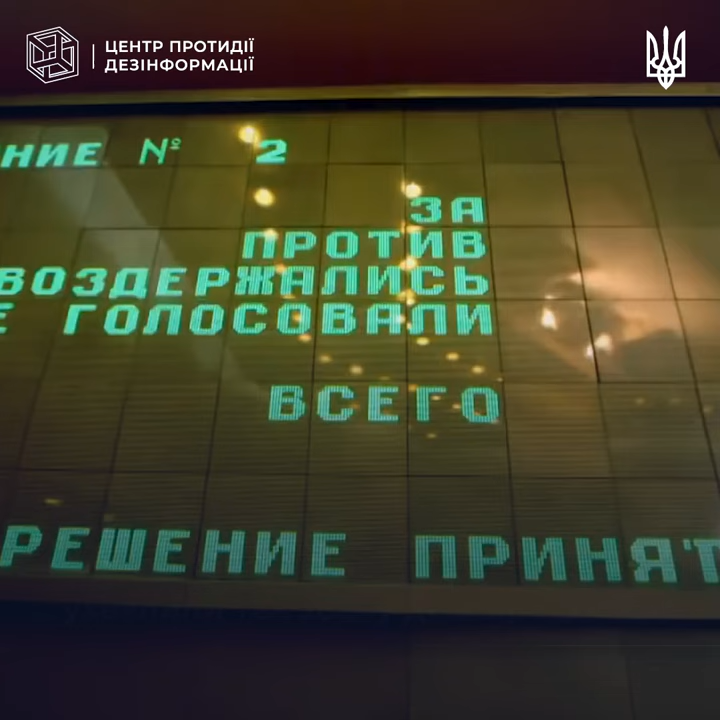 ЦЕНТР ПРОТИДІЇ
ДЕЗІНФОРМАЦІЇ
НИЕ № 2
ЗА
ПРОТИВ
ВОЗДЕРЖАЛИСЬ
Е ГОЛОСОВАЛИ
ВСЕГО
РЕШЕНИЕ ПРИНЯТ